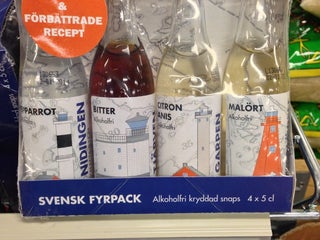 &
FÖRBÄTTRADE
RECEPT
PARROT
NIDINGEN
BITTER
Alkoholfri
CITRON
ANIS
Alkoholfri
GARDEN
MALÖRT
Alkoholfri
SVENSK FYRPACK Alkoholfri kryddad snaps 4 x 5 cl